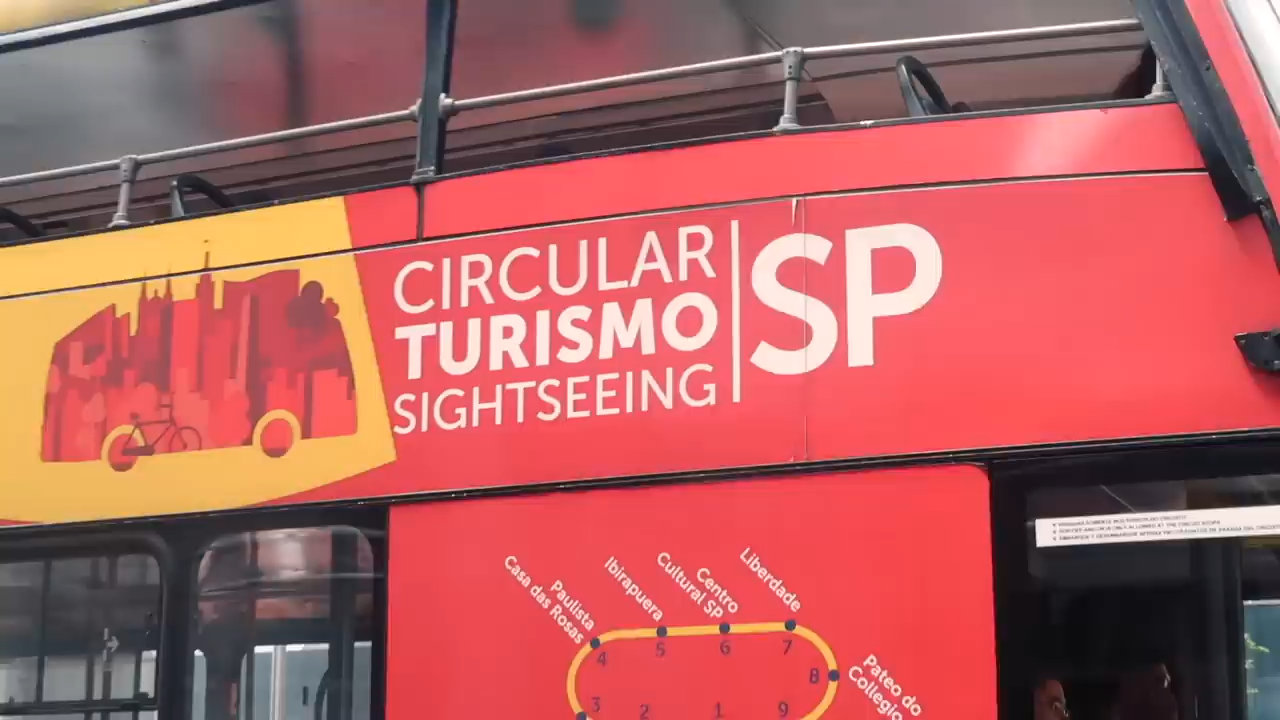 CIRCULAR
TURISMO
SIGHTSEEING
SP
Paulista
Casa das Rosas
Ibirapuera
Centro
Cultural SP
Liberdade
4
5
6
7
8
Pateo do
Collegio
3
2
1
9